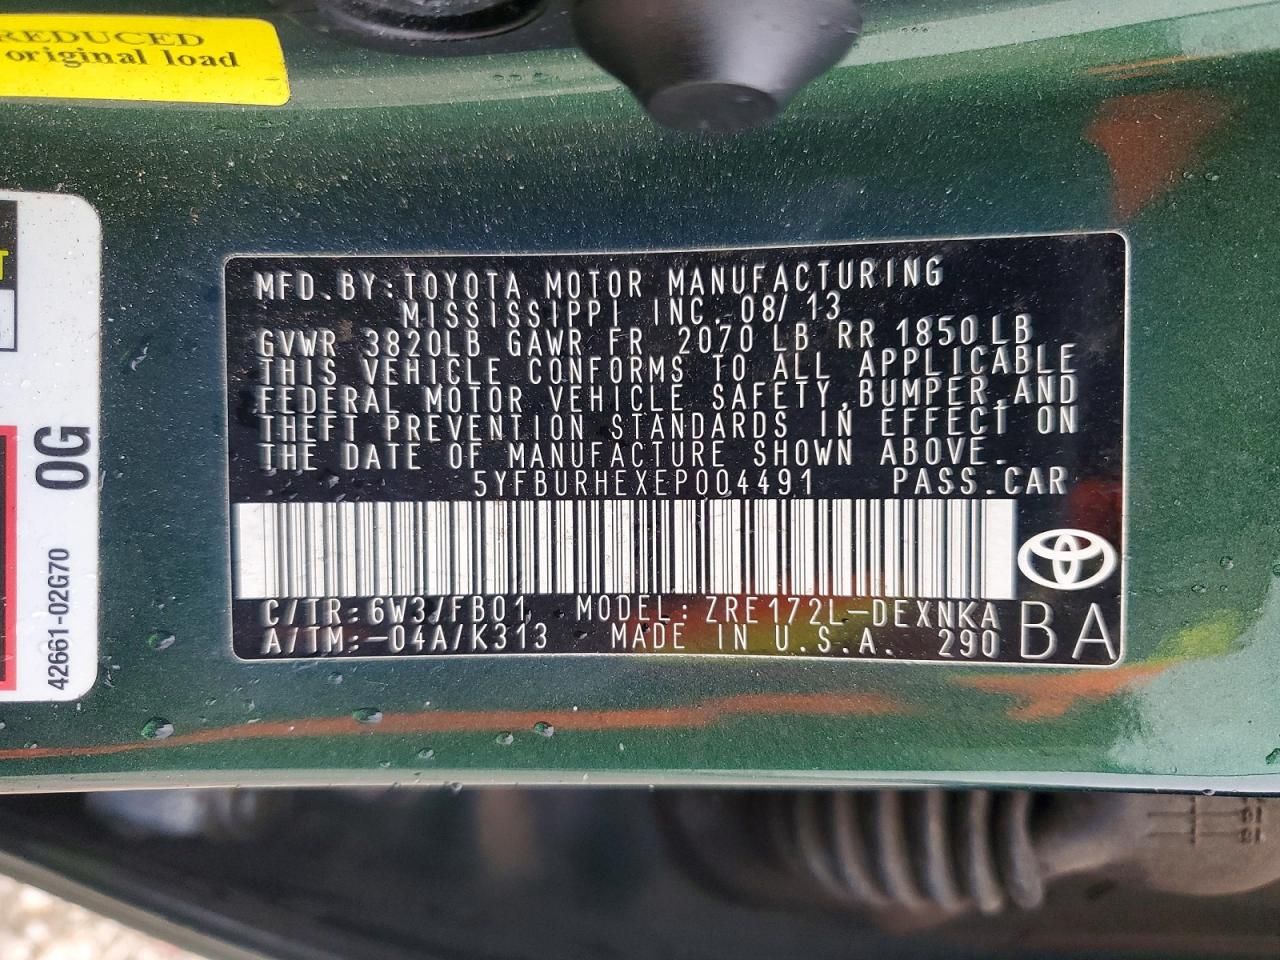 REDUCED
original load
T
0G
42661-02G70
MFD.BY:TOYOTA MOTOR MANUFACTURING
MISSISSIPPI INC. 08/13
GVWR 3820LB GAWR FR 2070 LB RR 1850LB
THIS VEHICLE CONFORMS TO ALL APPLICABLE
FEDERAL MOTOR VEHICLE SAFETY,BUMPER,AND
THEFT PREVENTION STANDARDS IN EFFECT ON
THE DATE OF MANUFACTURE SHOWN ABOVE.
5YFBURHEXEP004491 PASS.CAR
C/TR:6W3/FB01 MODEL:ZRE172L-DEXNKA
A/TM:-04A/K313 MADE IN U.S.A. 290
BA